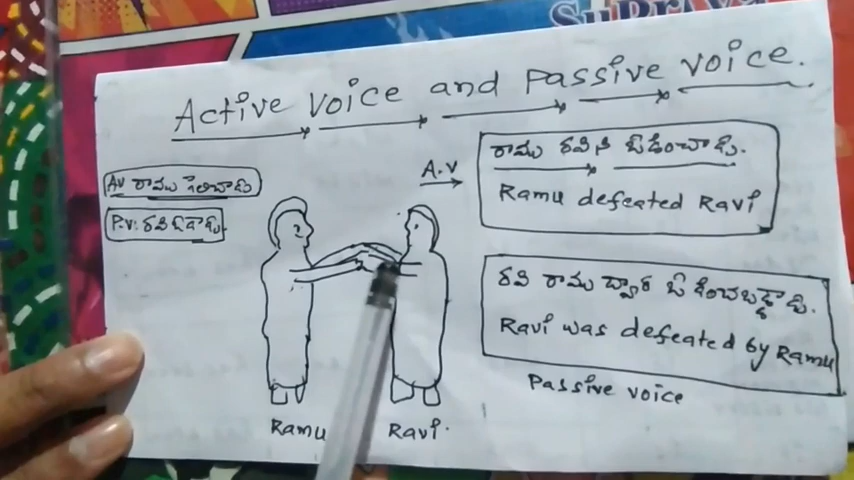 Active voice and Passive voice.
A.V
రాము రవిని ఓడించాడు.
Ramu defeated Ravi
AV రాము గెలిచాడు
P.V: రవి ఓడాడు.
రవి రాము ద్వారా ఓడించబడ్డాడు.
Ravi was defeated by Ramu
Passive voice
Ramu
Ravi.